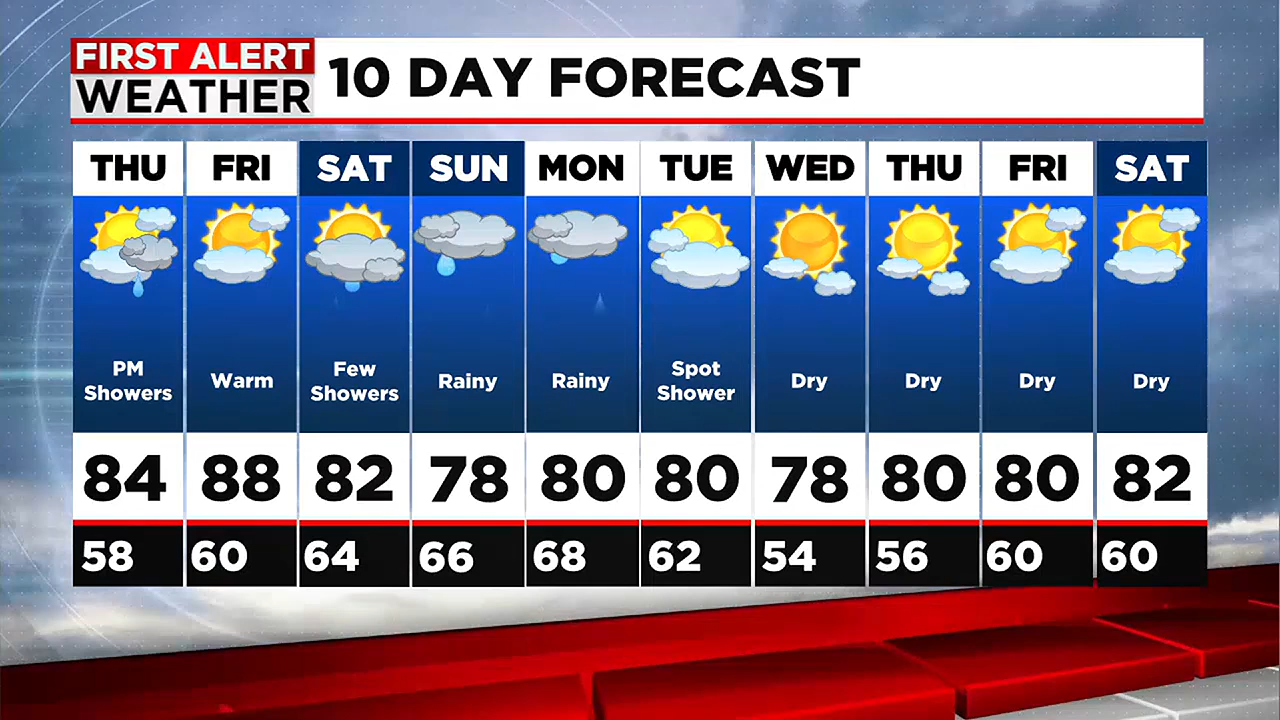 FIRST ALERT
WEATHER
10 DAY FORECAST
THU FRI SAT SUN MON TUE WED THU FRI SAT
PM Showers
Warm
Few Showers
Rainy
Rainy
Spot Shower
Dry
Dry
Dry
Dry
84 88 82 78 80 80 78 80 80 82
58 60 64 66 68 62 54 56 60 60